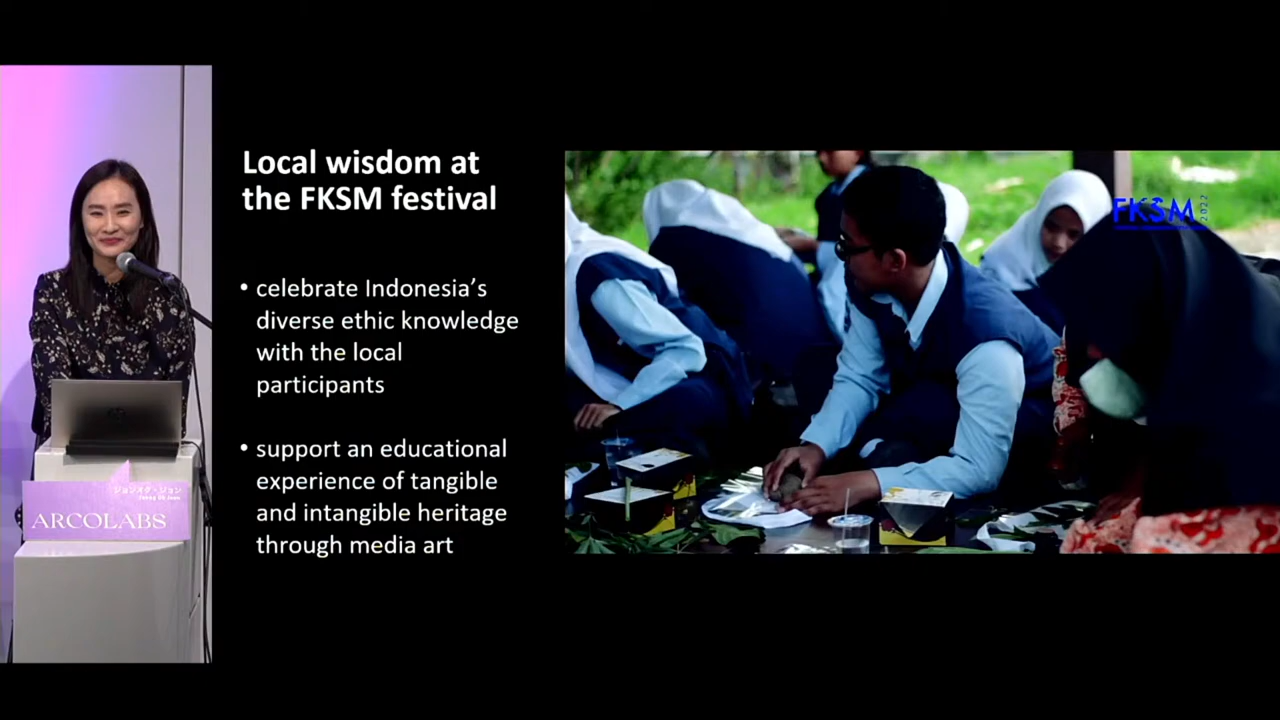 Local wisdom at
the FKSM festival
• celebrate Indonesia’s
diverse ethic knowledge
with the local
participants
• support an educational
experience of tangible
and intangible heritage
through media art
FKSM 2022
ARCOLABS